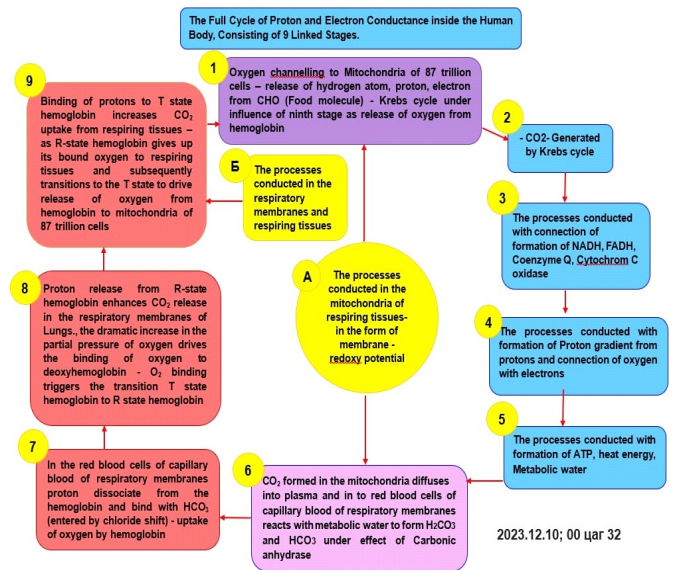 The Full Cycle of Proton and Electron Conductance inside the Human
Body, Consisting of 9 Linked Stages.
1
Oxygen channelling to Mitochondria of 87 trillion
cells – release of hydrogen atom, proton, electron
from CHO (Food molecule) - Krebs cycle under
influence of ninth stage as release of oxygen from
hemoglobin
2
- CO2- Generated
by Krebs cycle
3
The processes conducted
with connection of
formation of NADH, FADH,
Coenzyme Q, Cytochrom C
oxidase
4
The processes conducted with
formation of Proton gradient from
protons and connection of oxygen
with electrons
5
The processes conducted with
formation of ATP, heat energy,
Metabolic water
6
CO₂ formed in the mitochondria diffuses
into plasma and in to red blood cells of
capillary blood of respiratory membranes
reacts with metabolic water to form H2CO3
and HCO3 under effect of Carbonic
anhydrase
7
In the red blood cells of capillary
blood of respiratory membranes
proton dissociate from the
hemoglobin and bind with HCO₃
(entered by chloride shift) - uptake
of oxygen by hemoglobin
8
Proton release from R-state
hemoglobin enhances CO₂ release
in the respiratory membranes of
Lungs., the dramatic increase in the
partial pressure of oxygen drives
the binding of oxygen to
deoxyhemoglobin - O₂ binding
triggers the transition T state
hemoglobin to R state hemoglobin
9
Binding of protons to T state
hemoglobin increases CO₂
uptake from respiring tissues –
as R-state hemoglobin gives up
its bound oxygen to respiring
tissues and subsequently
transitions to the T state to drive
release of oxygen from
hemoglobin to mitochondria of
87 trillion cells
Б
The processes
conducted in the
respiratory
membranes and
respiring tissues
A
The processes
conducted in the
mitochondria of
respiring tissues-
in the form of
membrane -
redoxy potential
2023.12.10; 00 цаг 32